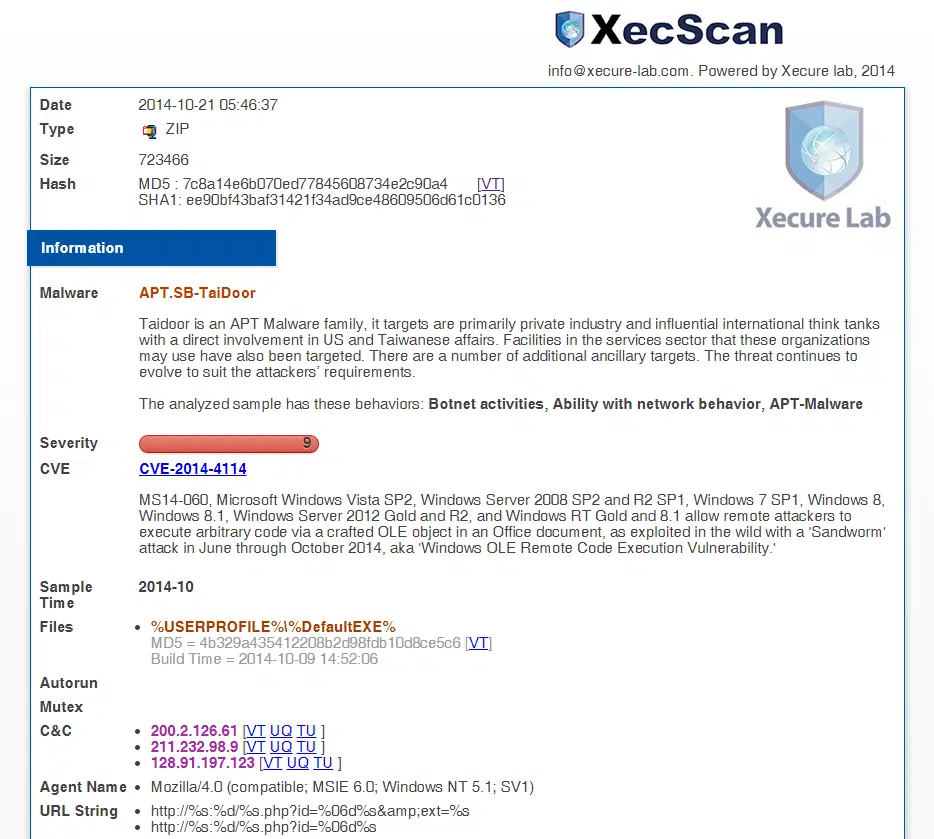 XecScan
info@xecure-lab.com. Powered by Xecure lab, 2014
Date 2014-10-21 05:46:37
Type ZIP
Size 723466
Hash MD5 : 7c8a14e6b070ed77845608734e2c90a4 [VT]
SHA1: ee90bf43baf31421f34ad9ce48609506d61c0136
Xecure Lab
Information
Malware APT.SB-TaiDoor
Taidoor is an APT Malware family, it targets are primarily private industry and influential international think tanks
with a direct involvement in US and Taiwanese affairs. Facilities in the services sector that these organizations
may use have also been targeted. There are a number of additional ancillary targets. The threat continues to
evolve to suit the attackers’ requirements.
The analyzed sample has these behaviors: Botnet activities, Ability with network behavior, APT-Malware
Severity 9
CVE CVE-2014-4114
MS14-060, Microsoft Windows Vista SP2, Windows Server 2008 SP2 and R2 SP1, Windows 7 SP1, Windows 8,
Windows 8.1, Windows Server 2012 Gold and R2, and Windows RT Gold and 8.1 allow remote attackers to
execute arbitrary code via a crafted OLE object in an Office document, as exploited in the wild with a 'Sandworm'
attack in June through October 2014, aka 'Windows OLE Remote Code Execution Vulnerability.'
Sample 2014-10
Time
Files • %USERPROFILE%\%DefaultEXE%
MD5 = 4b329a435412208b2d98fdb10d8ce5c6 [VT]
Build Time = 2014-10-09 14:52:06
Autorun
Mutex
C&C • 200.2.126.61 [VT UQ TU ]
• 211.232.98.9 [VT UQ TU ]
• 128.91.197.123 [VT UQ TU ]
Agent Name • Mozilla/4.0 (compatible; MSIE 6.0; Windows NT 5.1; SV1)
URL String • http://%s:%d/%s.php?id=%06d%s&amp;ext=%s
• http://%s:%d/%s.php?id=%06d%s